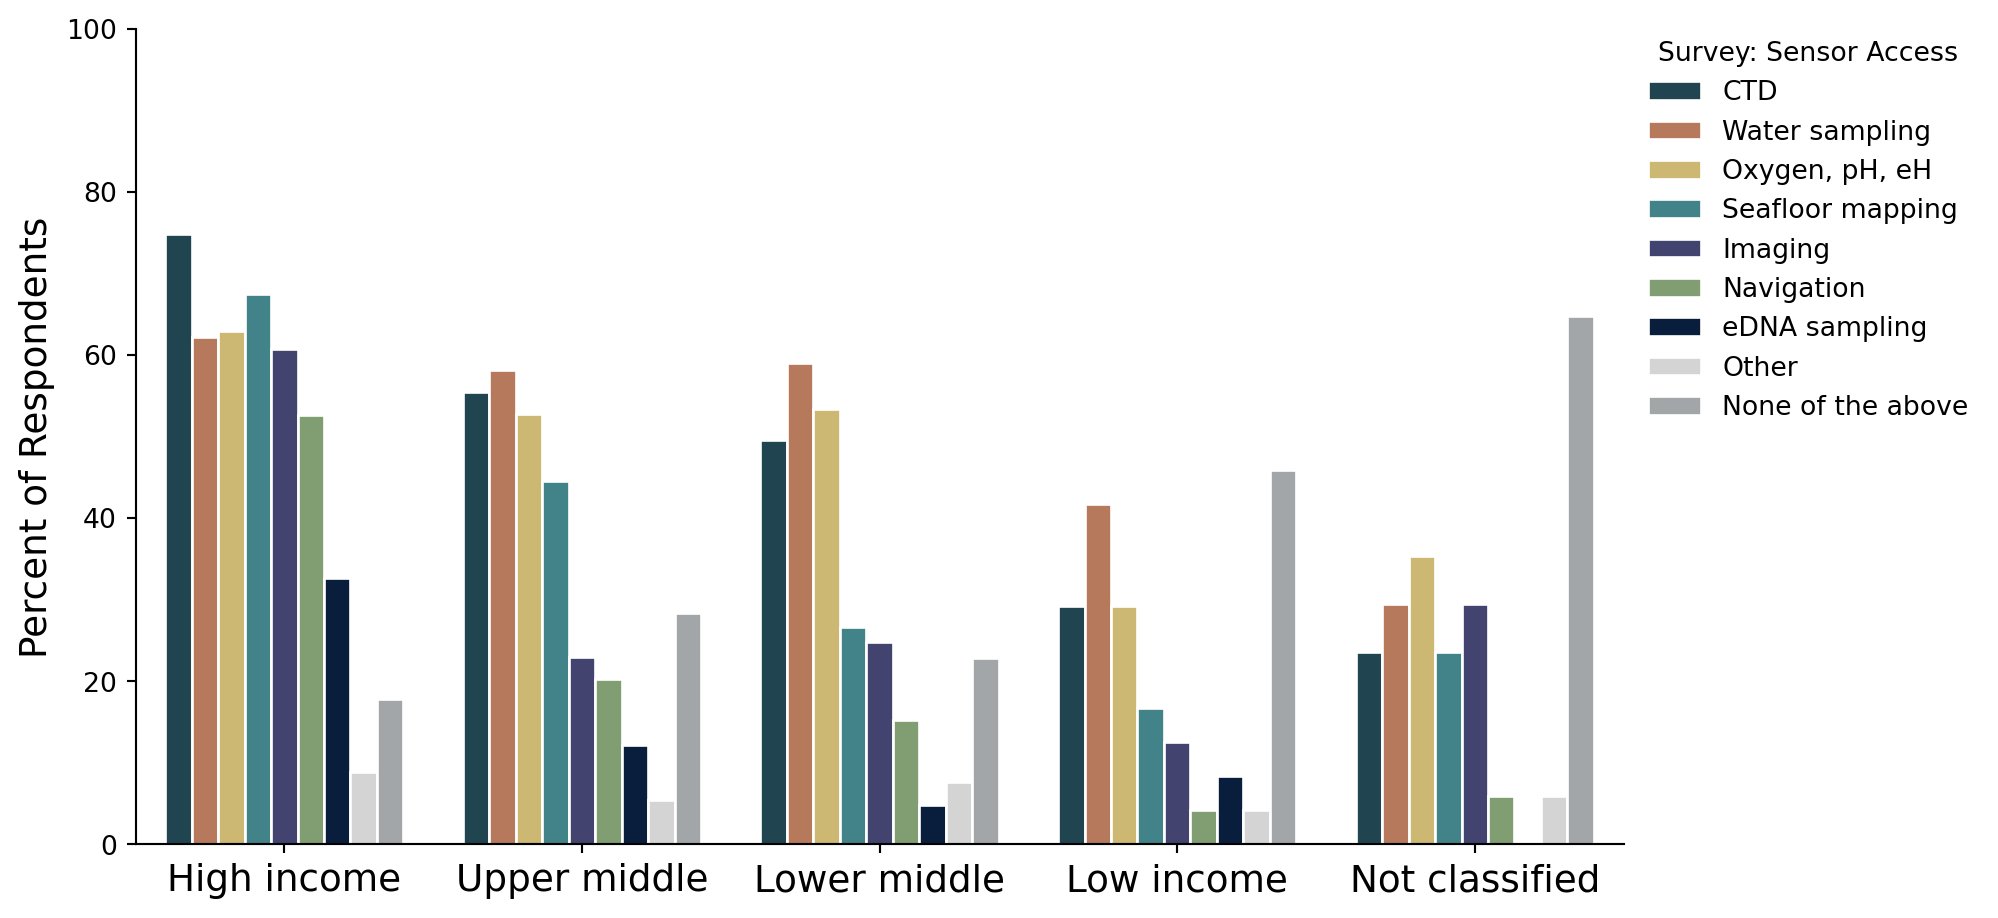 Percent of Respondents
100
80
60
40
20
0
High income
Upper middle
Lower middle
Low income
Not classified
Survey: Sensor Access
CTD
Water sampling
Oxygen, pH, eH
Seafloor mapping
Imaging
Navigation
eDNA sampling
Other
None of the above